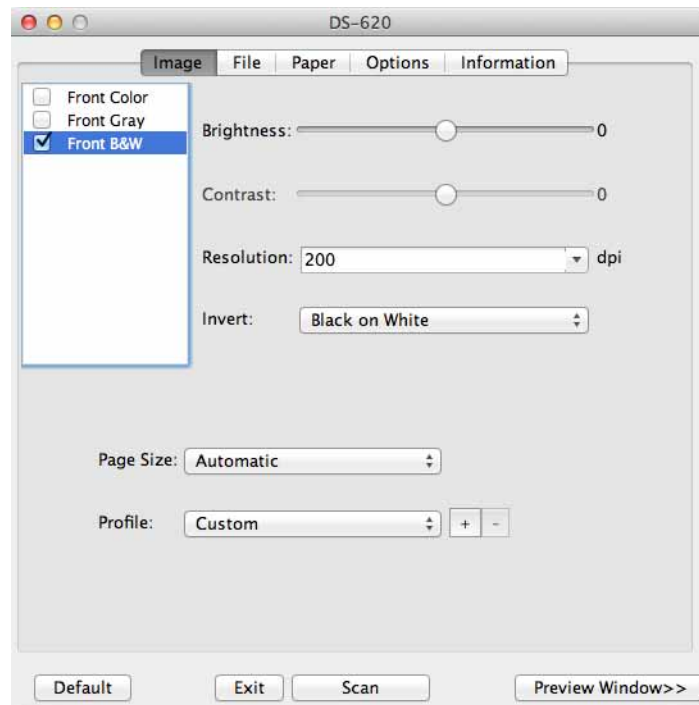 DS-620
Image File Paper Options Information
Front Color
Front Gray
Front B&W
Brightness: 0
Contrast: 0
Resolution: 200 dpi
Invert: Black on White
Page Size: Automatic
Profile: Custom + -
Default Exit Scan Preview Window>>